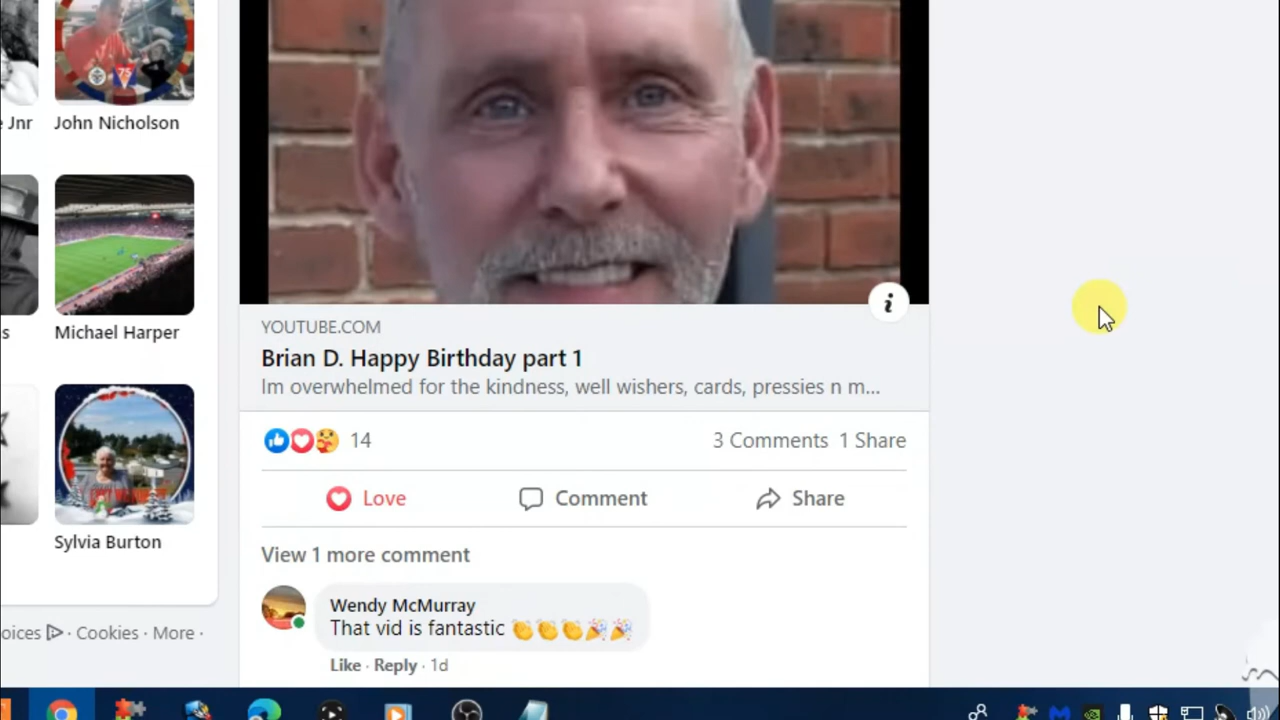 e Jnr
John Nicholson
Michael Harper
s
Sylvia Burton
oices · Cookies · More ·
YOUTUBE.COM
Brian D. Happy Birthday part 1
Im overwhelmed for the kindness, well wishers, cards, pressies n m...
14
3 Comments 1 Share
Love
Comment
Share
View 1 more comment
Wendy McMurray
That vid is fantastic 👏👏👏🎉🎉
Like · Reply · 1d